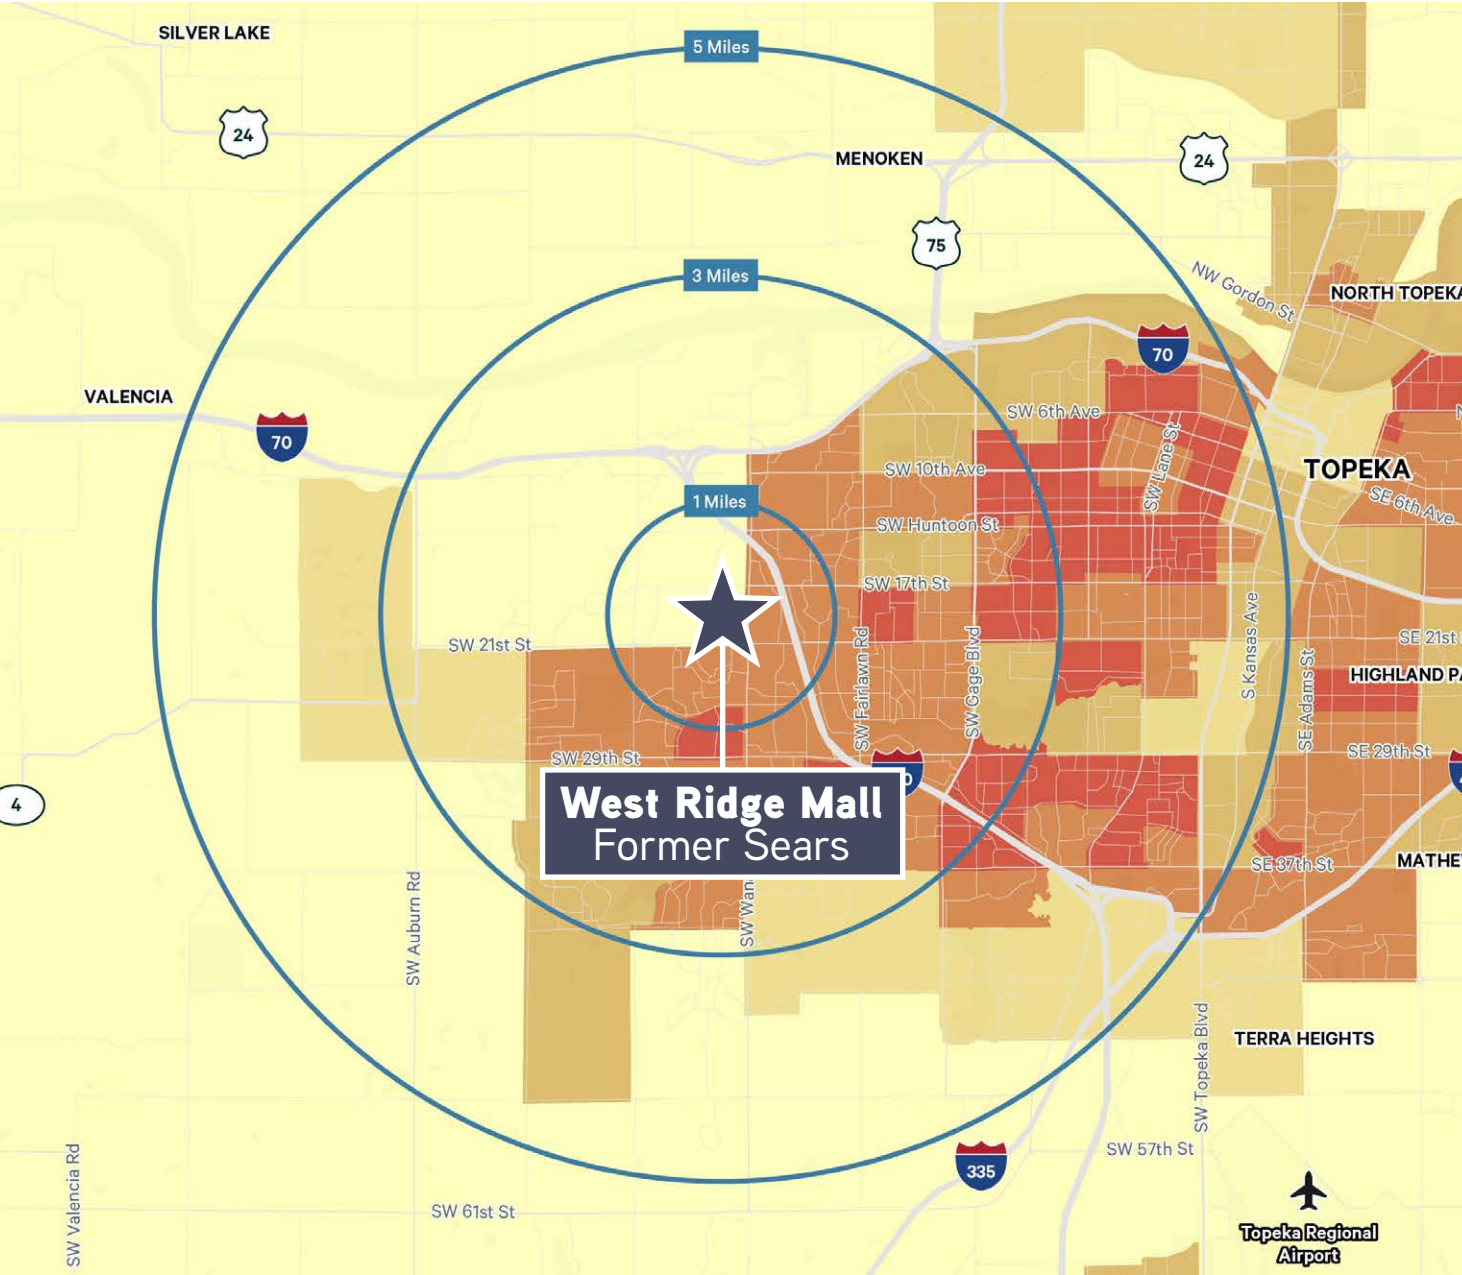 SILVER LAKE
5 Miles
24
MENOKEN
24
75
NW Gordon St
3 Miles
NORTH TOPEKA
70
VALENCIA
SW 6th Ave
70
SW Lane St
SW 10th Ave
TOPEKA
SE 6th Ave
1 Miles
SW Huntoon St
SW 17th St
SW 21st St
SW Fairlawn Rd
SW Gage Blvd
S Kansas Ave
SE Adams St
SE 21st
HIGHLAND PA
SW 29th St
SE 29th St
4
West Ridge Mall
Former Sears
SE 37th St
MATHE
SW Auburn Rd
SW Wan
TERRA HEIGHTS
SW Topeka Blvd
SW 57th St
335
SW Valencia Rd
SW 61st St
Topeka Regional
Airport